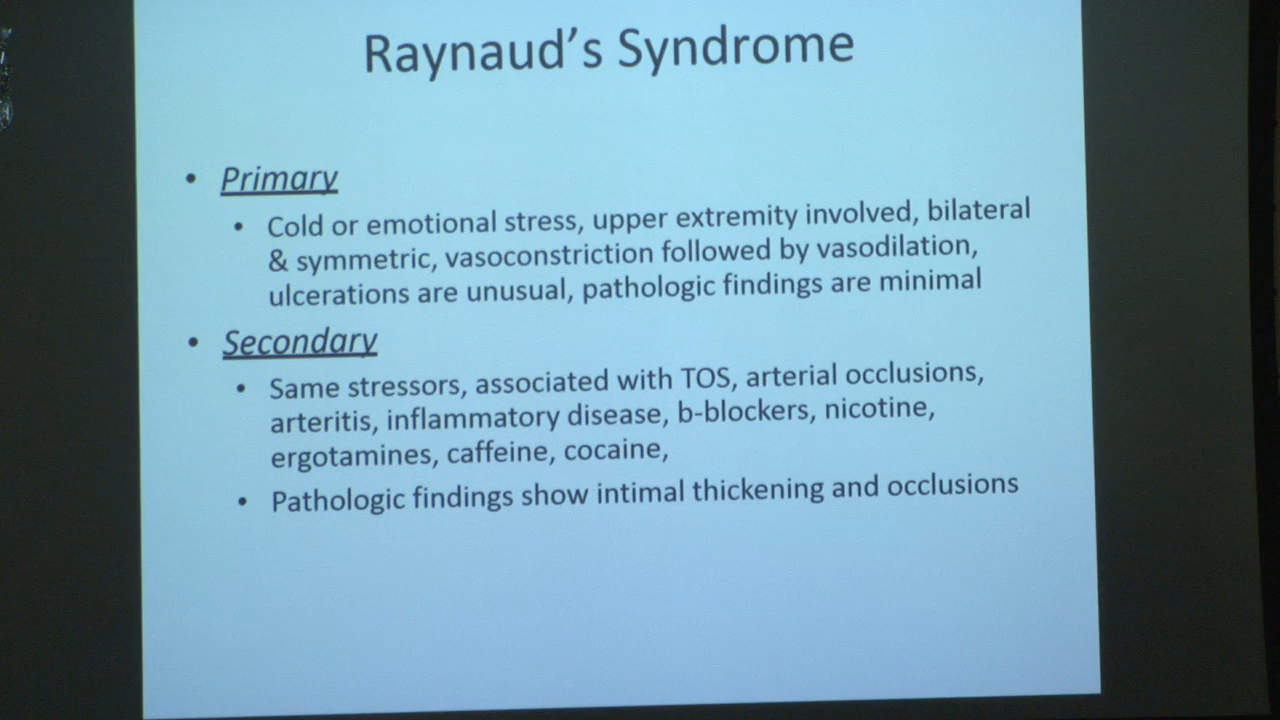 Raynaud's Syndrome
• Primary
• Cold or emotional stress, upper extremity involved, bilateral
& symmetric, vasoconstriction followed by vasodilation,
ulcerations are unusual, pathologic findings are minimal
• Secondary
• Same stressors, associated with TOS, arterial occlusions,
arteritis, inflammatory disease, b-blockers, nicotine,
ergotamines, caffeine, cocaine,
• Pathologic findings show intimal thickening and occlusions